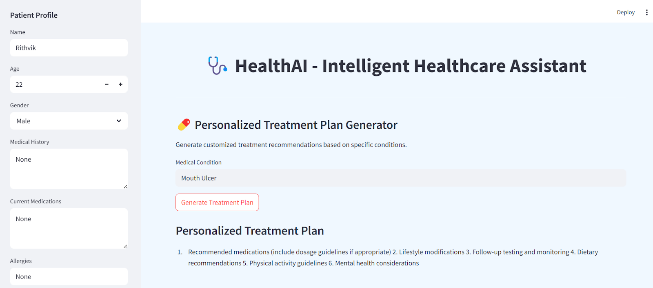 Patient Profile
Name
Rithvik
Age
22
Gender
Male
Medical History
None
Current Medications
None
Allergies
None
Deploy
HealthAI - Intelligent Healthcare Assistant
Personalized Treatment Plan Generator
Generate customized treatment recommendations based on specific conditions.
Medical Condition
Mouth Ulcer
Generate Treatment Plan
Personalized Treatment Plan
1. Recommended medications (include dosage guidelines if appropriate) 2. Lifestyle modifications 3. Follow-up testing and monitoring 4. Dietary
recommendations 5. Physical activity guidelines 6. Mental health considerations